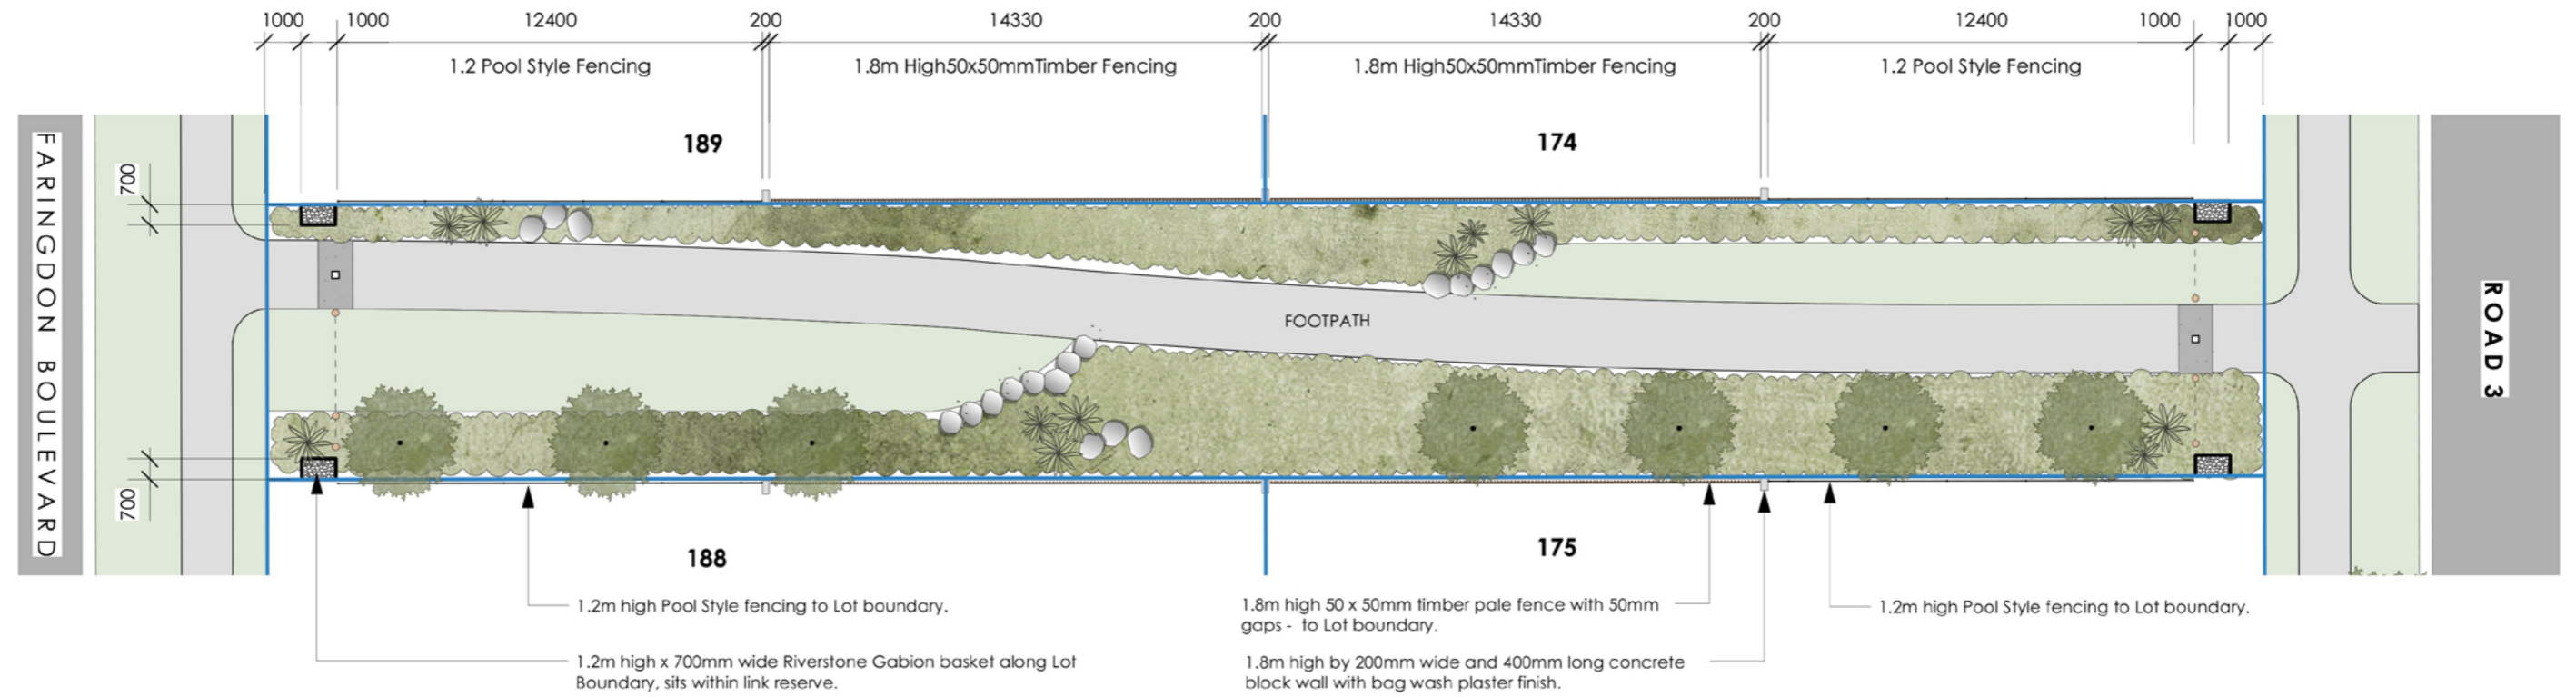 1000 1000 12400 200 14330 200 14330 200 12400 1000 1000
1.2 Pool Style Fencing
1.8m High50x50mmTimber Fencing
1.8m High50x50mmTimber Fencing
1.2 Pool Style Fencing
189
174
700
FARINGDON BOULEVARD
FOOTPATH
ROAD 3
700
188
175
1.2m high Pool Style fencing to Lot boundary.
1.2m high x 700mm wide Riverstone Gabion basket along Lot
Boundary, sits within link reserve.
1.8m high 50 x 50mm timber pale fence with 50mm
gaps - to Lot boundary.
1.8m high by 200mm wide and 400mm long concrete
block wall with bag wash plaster finish.
1.2m high Pool Style fencing to Lot boundary.